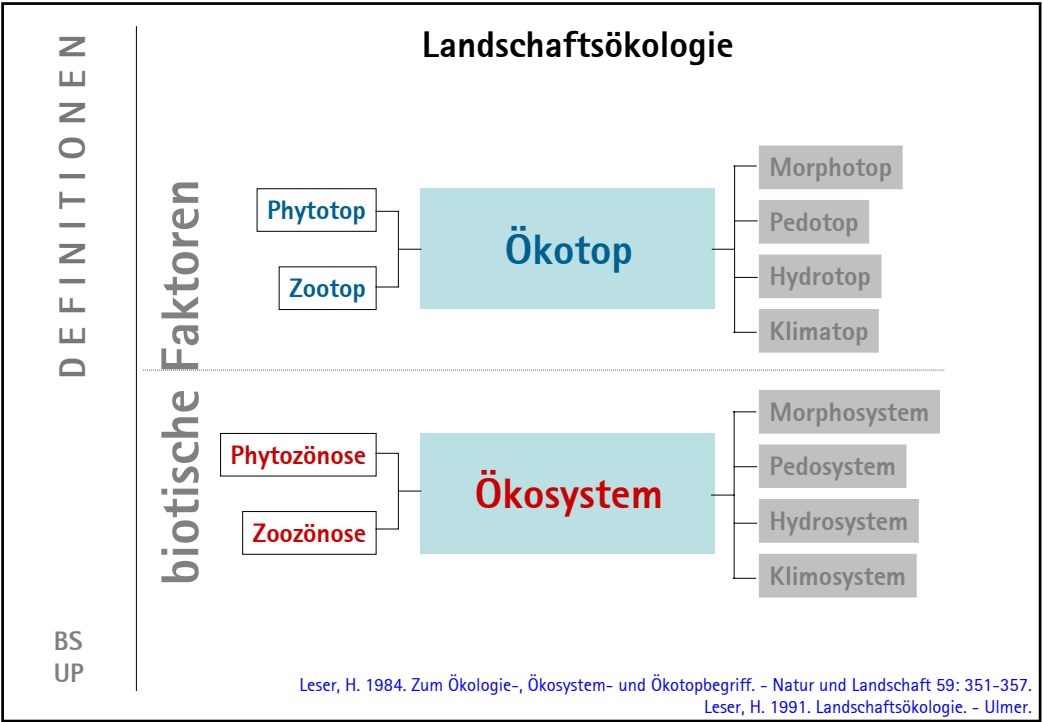 Landschaftsökologie
DEFINITIONEN
biotische Faktoren
Phytotop
Zootop
Ökotop
Morphotop
Pedotop
Hydrotop
Klimatop
Phytozönose
Zoozönose
Ökosystem
Morphosystem
Pedosystem
Hydrosystem
Klimosystem
BS
UP
Leser, H. 1984. Zum Ökologie-, Ökosystem- und Ökotopbegriff. - Natur und Landschaft 59: 351-357.
Leser, H. 1991. Landschaftsökologie. - Ulmer.